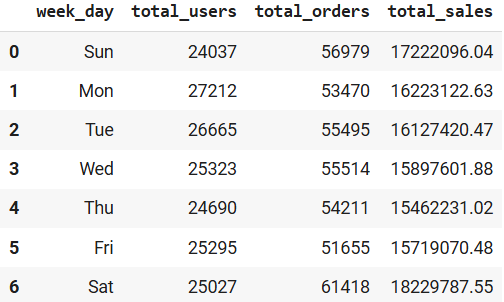 week_day total_users total_orders total_sales
0 Sun 24037 56979 17222096.04
1 Mon 27212 53470 16223122.63
2 Tue 26665 55495 16127420.47
3 Wed 25323 55514 15897601.88
4 Thu 24690 54211 15462231.02
5 Fri 25295 51655 15719070.48
6 Sat 25027 61418 18229787.55